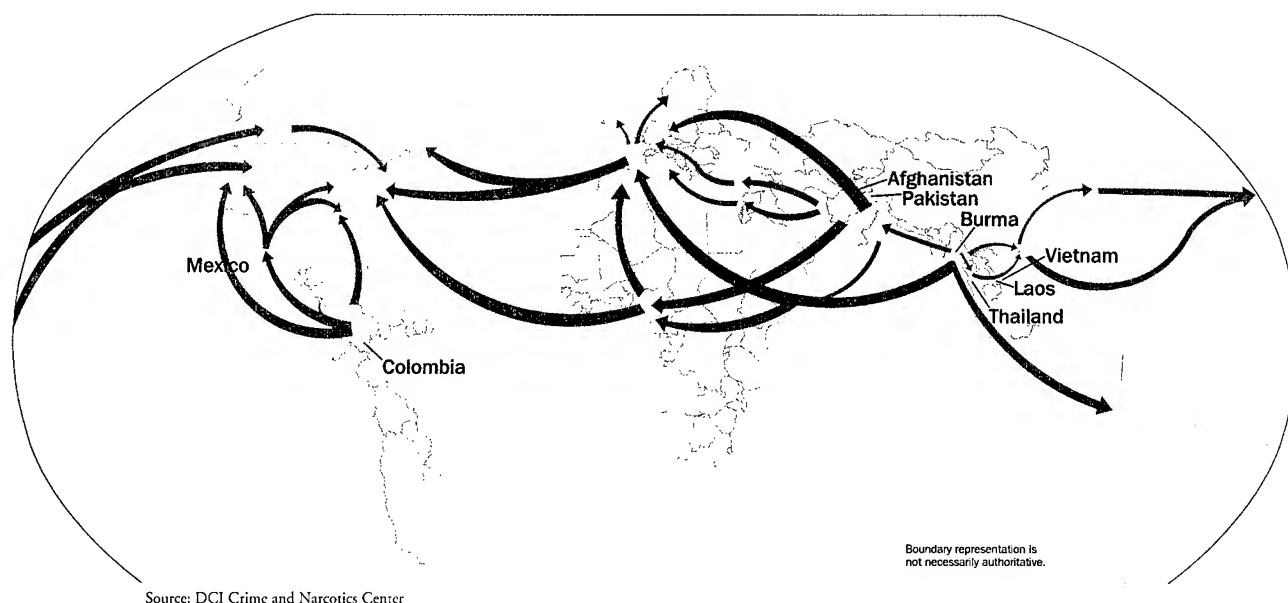 Afghanistan
Pakistan
Burma
Mexico
Vietnam
Laos
Thailand
Colombia
Boundary representation is
not necessarily authoritative.
Source: DCI Crime and Narcotics Center